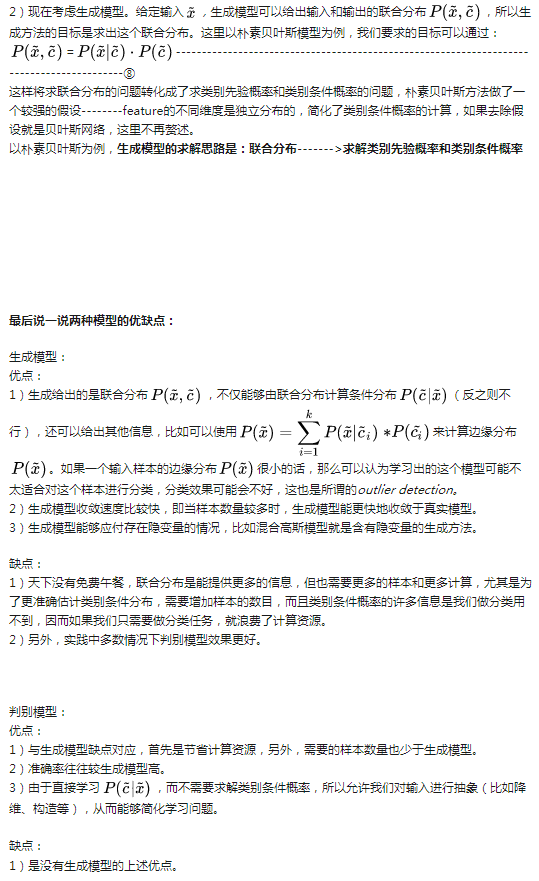 2）现在考虑生成模型。给定输入 x̃ ，生成模型可以给出输入和输出的联合分布 P(x̃, c̃) ，所以生
成方法的目标是求出这个联合分布。这里以朴素贝叶斯模型为例，我们要求的目标可以通过：
P(x̃, c̃) = P(x̃|c̃) · P(c̃) ------------------------------------------------------------------------
-----------------------⑧
这样将求联合分布的问题转化成了求类别先验概率和类别条件概率的问题，朴素贝叶斯方法做了一
个较强的假设--------feature的不同维度是独立分布的，简化了类别条件概率的计算，如果去除假
设就是贝叶斯网络，这里不再赘述。
以朴素贝叶斯为例，生成模型的求解思路是：联合分布------->求解类别先验概率和类别条件概率
最后说一说两种模型的优缺点：
生成模型：
优点：
1）生成给出的是联合分布 P(x̃, c̃) ，不仅能够由联合分布计算条件分布 P(c̃|x̃)（反之则不
行），还可以给出其他信息，比如可以使用 P(x̃) = ∑_{i=1}^{k} P(x̃|c̃_i) * P(c̃_i) 来计算边缘分布
P(x̃) 。如果一个输入样本的边缘分布 P(x̃) 很小的话，那么可以认为学习出的这个模型可能不
太适合对这个样本进行分类，分类效果可能会不好，这也是所谓的outlier detection。
2）生成模型收敛速度比较快，即当样本数量较多时，生成模型能更快地收敛于真实模型。
3）生成模型能够应付存在隐变量的情况，比如混合高斯模型就是含有隐变量的生成方法。
缺点：
1）天下没有免费午餐，联合分布是能提供更多的信息，但也需要更多的样本和更多计算，尤其是为
了更准确估计类别条件分布，需要增加样本的数目，而且类别条件概率的许多信息是我们做分类用
不到，因而如果我们只需要做分类任务，就浪费了计算资源。
2）另外，实践中多数情况下判别模型效果更好。
判别模型：
优点：
1）与生成模型缺点对应，首先是节省计算资源，另外，需要的样本数量也少于生成模型。
2）准确率往往较生成模型高。
3）由于直接学习 P(c̃|x̃) ，而不需要求解类别条件概率，所以允许我们对输入进行抽象（比如降
维、构造等），从而能够简化学习问题。
缺点：
1）是没有生成模型的上述优点。